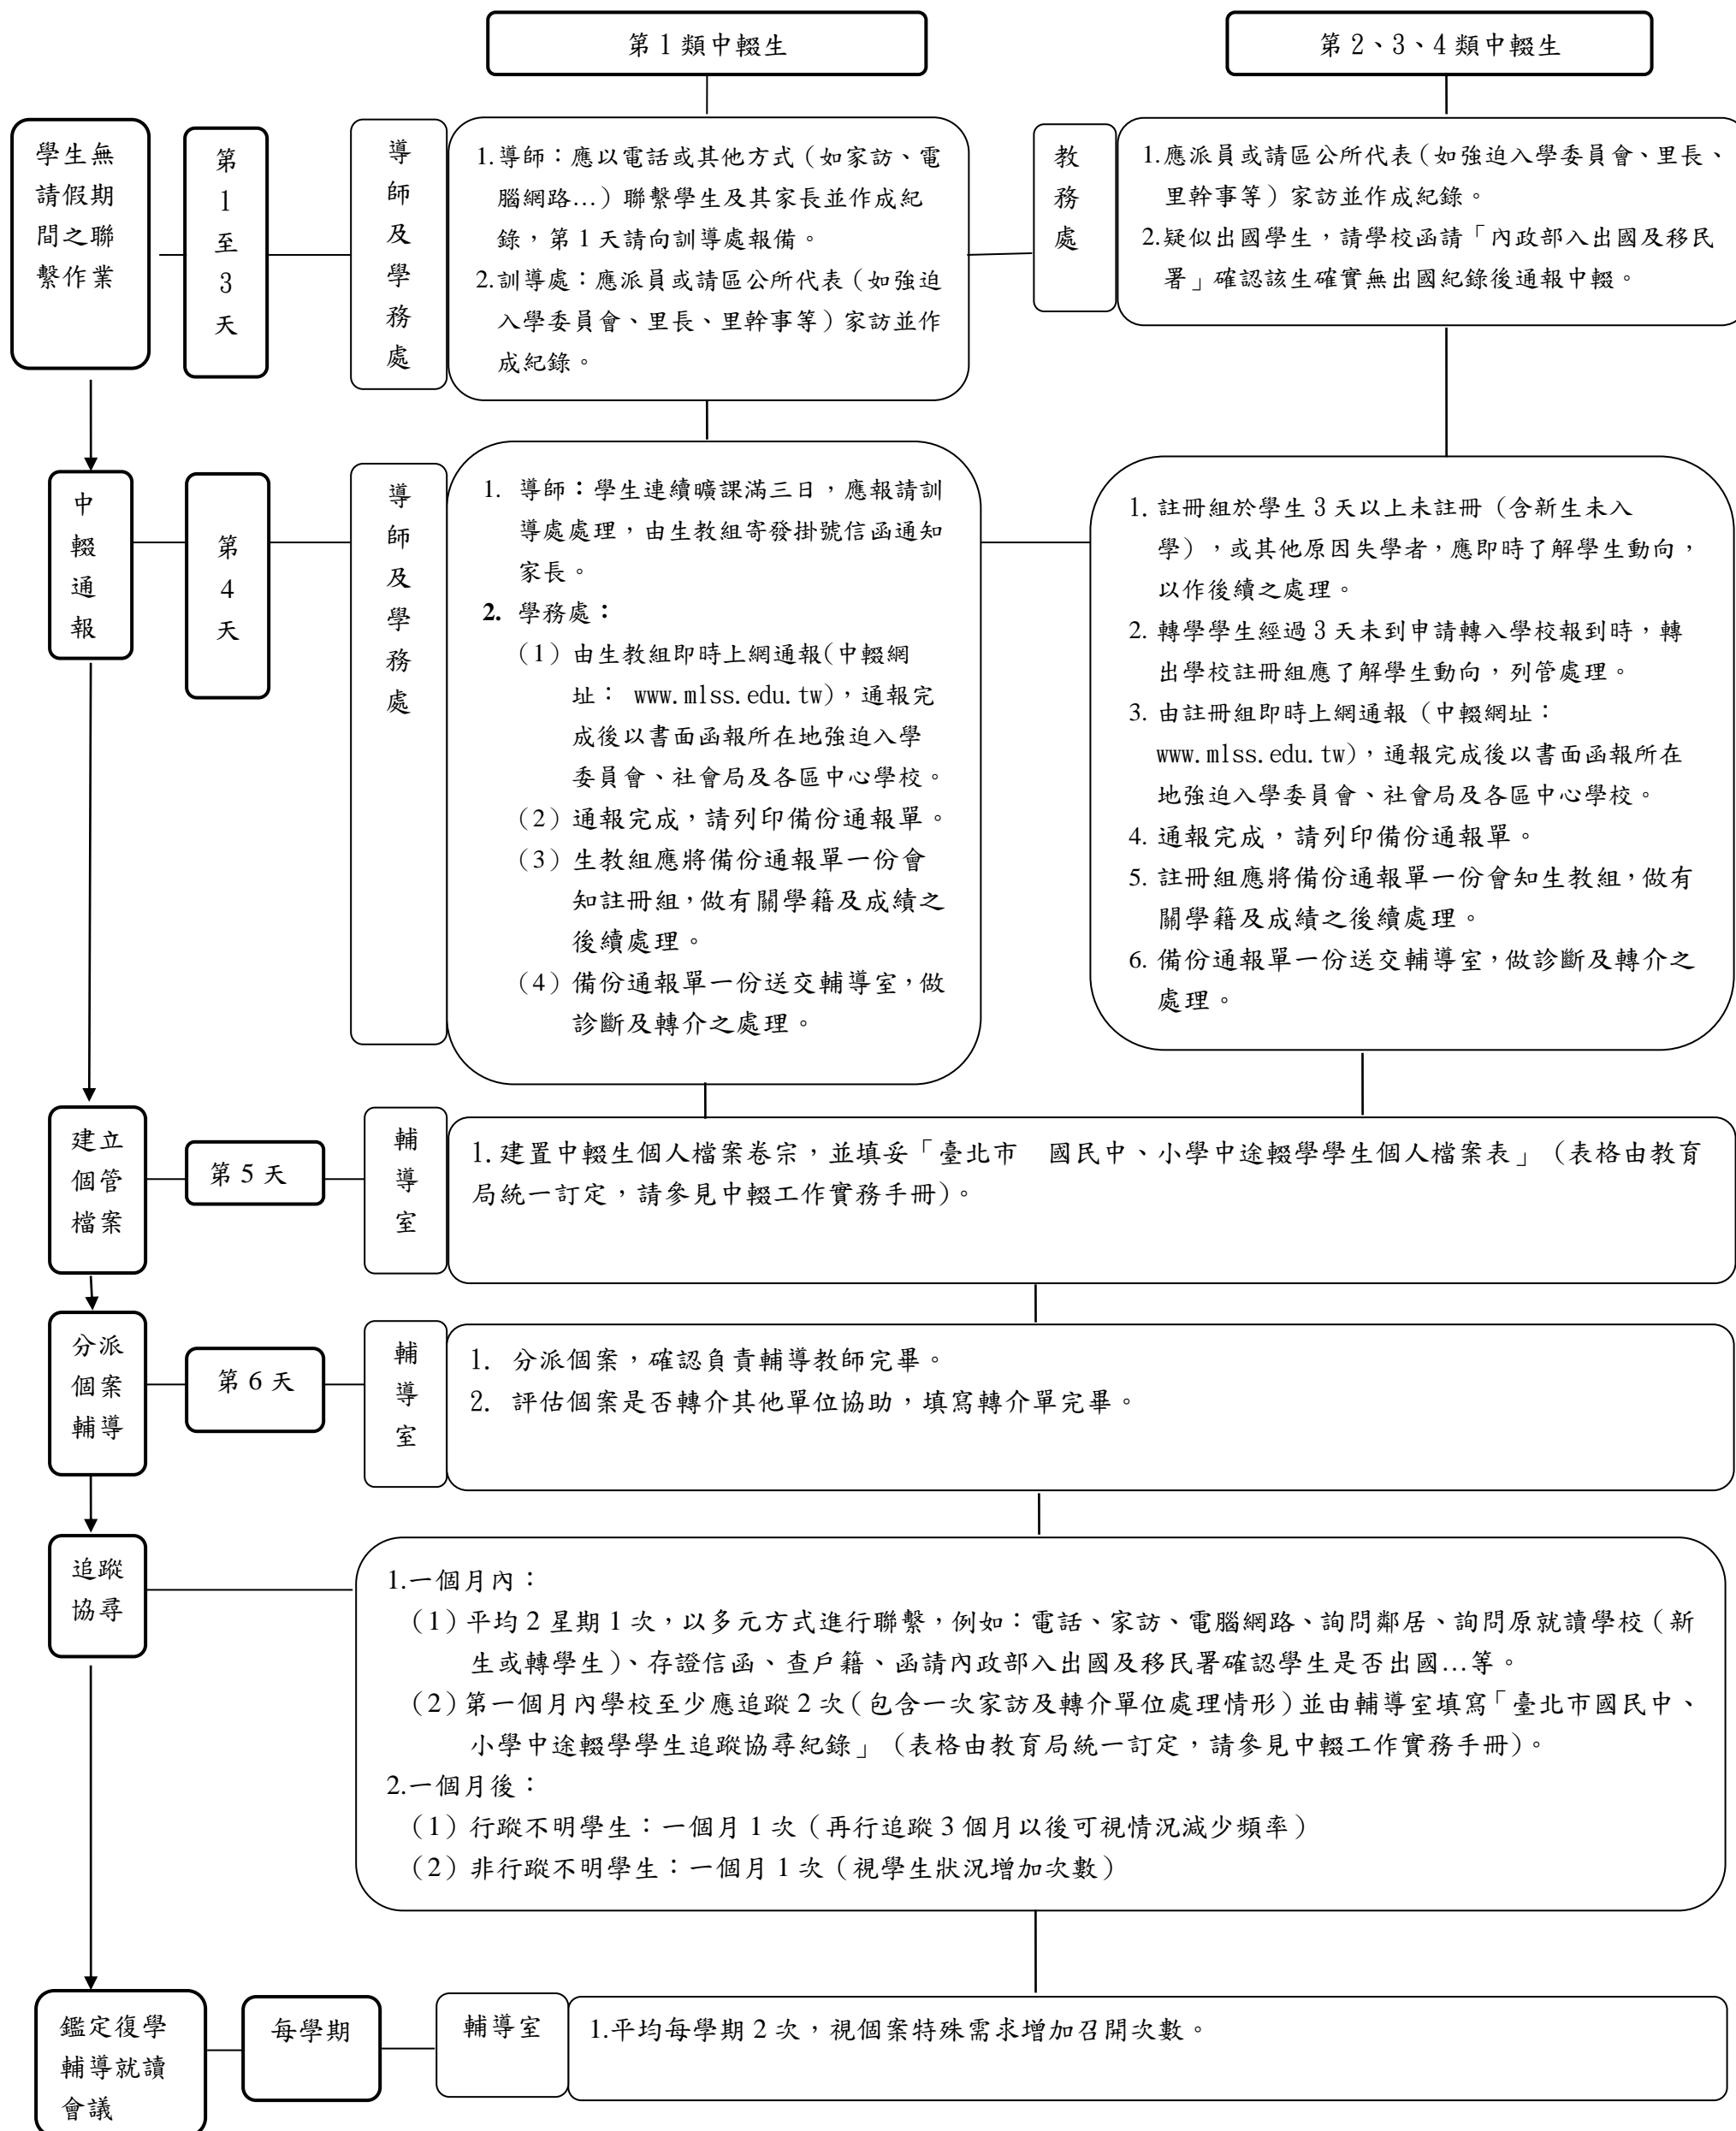 第 1 類中輟生
第 2、3、4 類中輟生
學生無
請假期
間之聯
繫作業
第
1
至
3
天
導
師
及
學
務
處
1.導師：應以電話或其他方式（如家訪、電
腦網路…）聯繫學生及其家長並作成紀
錄，第 1 天請向訓導處報備。
2.訓導處：應派員或請區公所代表（如強迫
入學委員會、里長、里幹事等）家訪並作
成紀錄。
教
務
處
1.應派員或請區公所代表（如強迫入學委員會、里長、
里幹事等）家訪並作成紀錄。
2.疑似出國學生，請學校函請「內政部入出國及移民
署」確認該生確實無出國紀錄後通報中輟。
中
輟
通
報
第
4
天
導
師
及
學
務
處
1. 導師：學生連續曠課滿三日，應報請訓
導處處理，由生教組寄發掛號信函通知
家長。
2. 學務處：
（1）由生教組即時上網通報(中輟網
址： www.mlss.edu.tw)，通報完
成後以書面函報所在地強迫入學
委員會、社會局及各區中心學校。
（2）通報完成，請列印備份通報單。
（3）生教組應將備份通報單一份會
知註冊組，做有關學籍及成績之
後續處理。
（4）備份通報單一份送交輔導室，做
診斷及轉介之處理。
1. 註冊組於學生 3 天以上未註冊（含新生未入
學），或其他原因失學者，應即時了解學生動向，
以作後續之處理。
2. 轉學學生經過 3 天未到申請轉入學校報到時，轉
出學校註冊組應了解學生動向，列管處理。
3. 由註冊組即時上網通報（中輟網址：
www.mlss.edu.tw)，通報完成後以書面函報所在
地強迫入學委員會、社會局及各區中心學校。
4. 通報完成，請列印備份通報單。
5. 註冊組應將備份通報單一份會知生教組，做有
關學籍及成績之後續處理。
6. 備份通報單一份送交輔導室，做診斷及轉介之
處理。
建立
個管
檔案
第 5 天
輔
導
室
1.建置中輟生個人檔案卷宗，並填妥「臺北市　國民中、小學中途輟學學生個人檔案表」（表格由教育
局統一訂定，請參見中輟工作實務手冊）。
分派
個案
輔導
第 6 天
輔
導
室
1. 分派個案，確認負責輔導教師完畢。
2. 評估個案是否轉介其他單位協助，填寫轉介單完畢。
追蹤
協尋
1.一個月內：
（1）平均 2 星期 1 次，以多元方式進行聯繫，例如：電話、家訪、電腦網路、詢問鄰居、詢問原就讀學校（新
生或轉學生）、存證信函、查戶籍、函請內政部入出國及移民署確認學生是否出國…等。
（2）第一個月內學校至少應追蹤 2 次（包含一次家訪及轉介單位處理情形）並由輔導室填寫「臺北市國民中、
小學中途輟學學生追蹤協尋紀錄」（表格由教育局統一訂定，請參見中輟工作實務手冊）。
2.一個月後：
（1）行蹤不明學生：一個月 1 次（再行追蹤 3 個月以後可視情況減少頻率）
（2）非行蹤不明學生：一個月 1 次（視學生狀況增加次數）
鑑定復學
輔導就讀
會議
每學期
輔導室
1.平均每學期 2 次，視個案特殊需求增加召開次數。